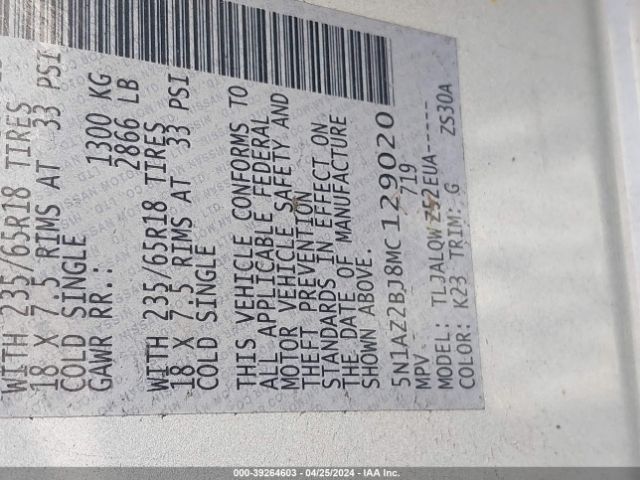 WITH 235/65R18 TIRES
18 X 7.5 RIMS AT 33 PSI
COLD SINGLE
GAWR RR.: 1300 KG
2866 LB
WITH 235/65R18 TIRES
18 X 7.5 RIMS AT 33 PSI
COLD SINGLE
THIS VEHICLE CONFORMS TO
ALL APPLICABLE FEDERAL
MOTOR VEHICLE SAFETY AND
THEFT PREVENTION
STANDARDS IN EFFECT ON
THE DATE OF MANUFACTURE
SHOWN ABOVE.
5N1AZ2BJ8MC129020
MPV 719
MODEL: TLJALQWZ52EUA-----
COLOR: K23 TRIM: G ZS30A
000-39264603 - 04/25/2024 - IAA Inc.